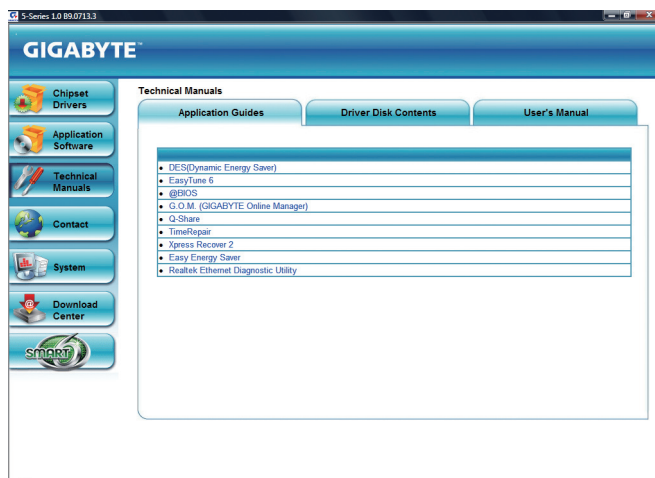 5-Series 1.0 B9.0713.3
GIGABYTE™
Chipset
Drivers
Application
Software
Technical
Manuals
Contact
System
Download
Center
SMART 6
Technical Manuals
Application Guides
Driver Disk Contents
User's Manual
DES(Dynamic Energy Saver)
EasyTune 6
@BIOS
G.O.M. (GIGABYTE Online Manager)
Q-Share
TimeRepair
Xpress Recover 2
Easy Energy Saver
Realtek Ethernet Diagnostic Utility